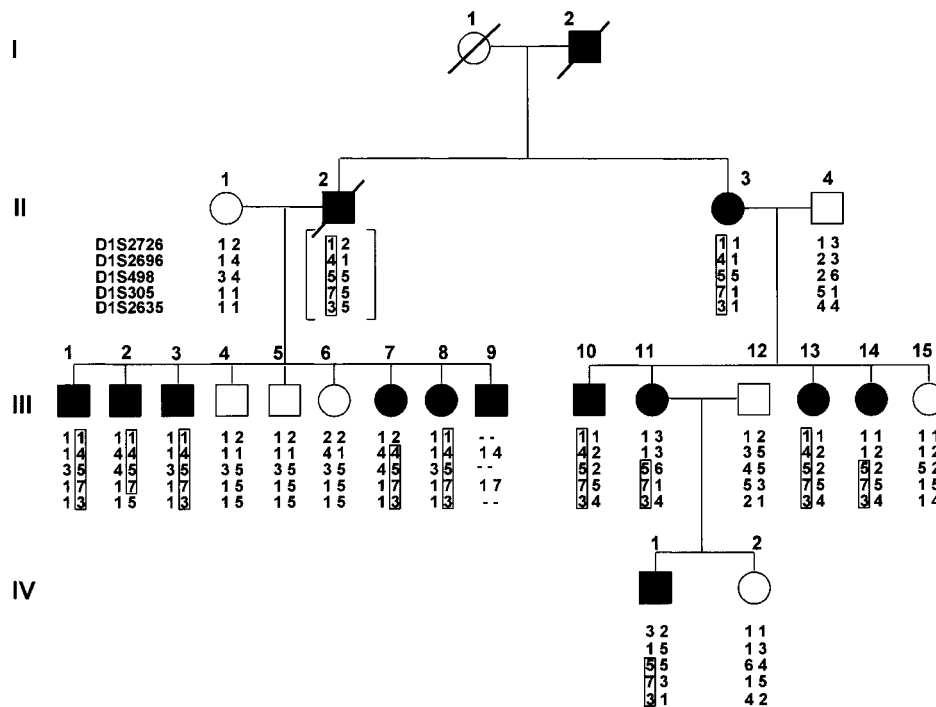 1 2
I
1 2 3 4
II
D1S2726 1 2 1 2 1 1 1 3
D1S2696 1 4 4 1 4 1 2 3
D1S498 3 4 5 5 5 5 2 6
D1S305 1 1 7 5 7 1 5 1
D1S2635 1 1 3 5 3 1 4 4
1 2 3 4 5 6 7 8 9 10 11 12 13 14 15
III
1 1 1 1 1 1 1 2 1 2 2 2 1 2 1 1 - - 1 1 1 3 1 2 1 1 1 1 1 1
1 4 4 4 1 4 1 1 1 1 4 1 4 4 1 4 1 4 4 2 1 3 3 5 4 2 1 2 1 2
3 5 4 5 3 5 3 5 3 5 3 5 4 5 3 5 - - 5 2 5 6 4 5 5 2 5 2 5 2
1 7 1 7 1 7 1 5 1 5 1 5 1 7 1 7 1 7 7 5 7 1 5 3 7 5 7 5 1 5
1 3 1 5 1 3 1 5 1 5 1 5 1 3 1 3 - - 3 4 3 4 2 1 3 4 3 4 1 4
1 2
IV
3 2 1 1
1 5 1 3
5 5 6 4
7 3 1 5
3 1 4 2